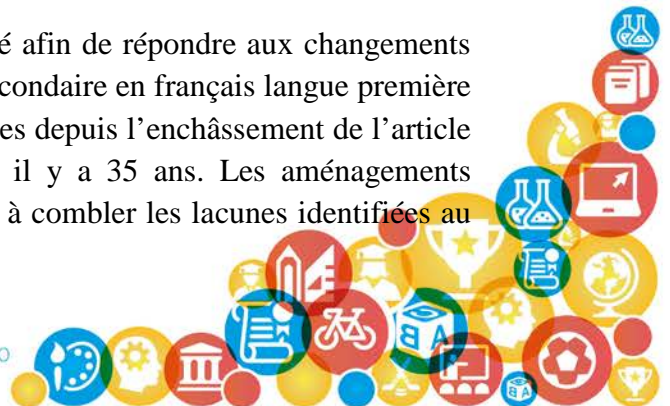 é afin de répondre aux changements
condaire en français langue première
es depuis l’enchâssement de l’article
il y a 35 ans. Les aménagements
à combler les lacunes identifiées au
A
B
A
B